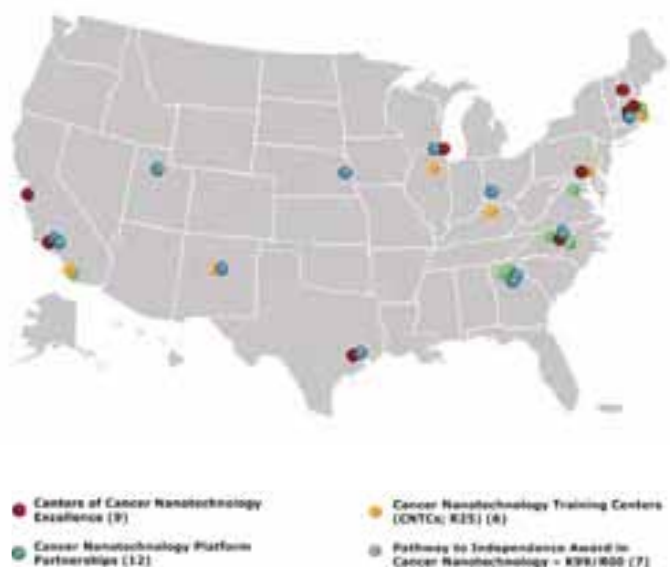 Centers of Cancer Nanotechnology
Excellence (9)
Cancer Nanotechnology Platform
Partnerships (12)
Cancer Nanotechnology Training Centers
(CNTCs; R25) (6)
Pathway to Independence Award in
Cancer Nanotechnology – K99/R00 (7)